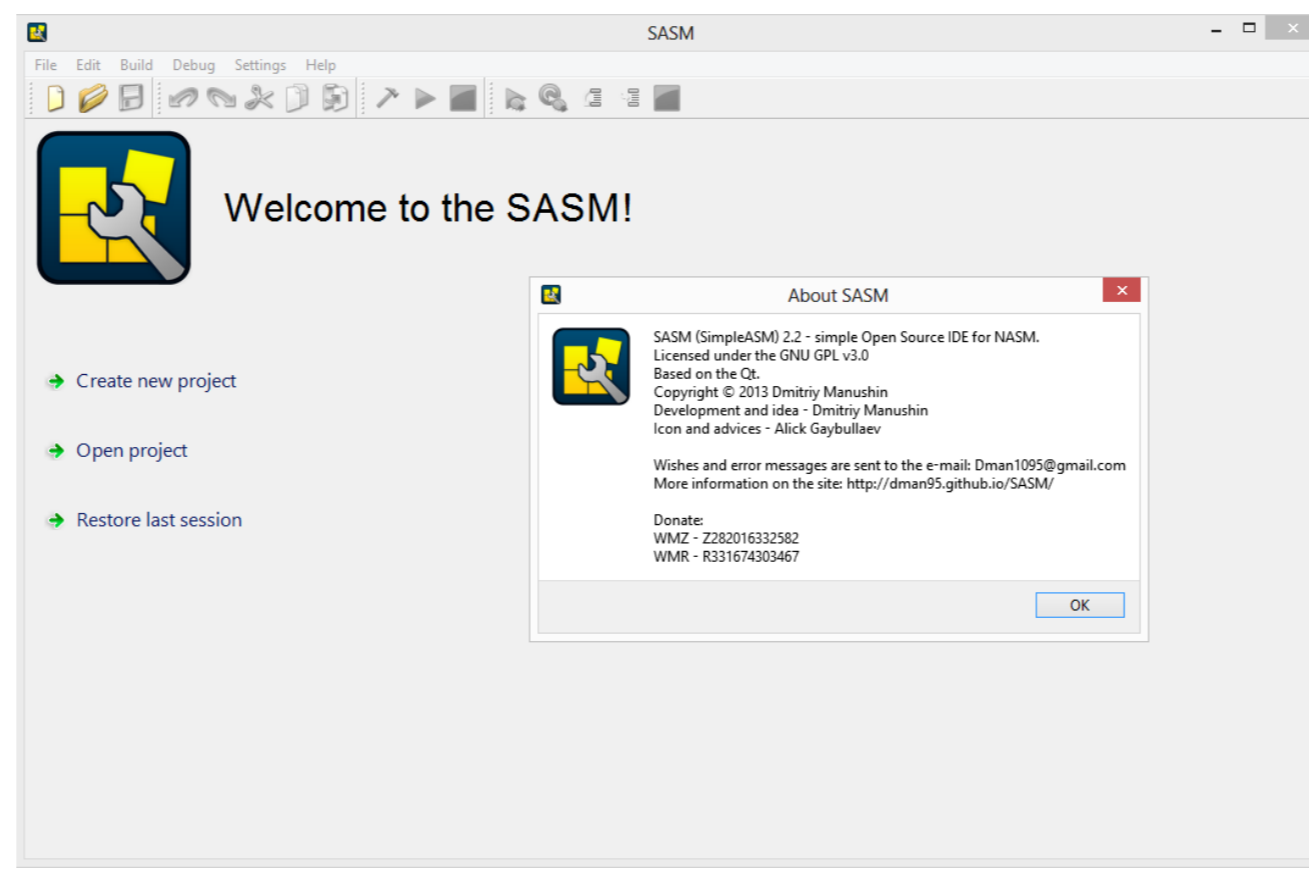 SASM
File Edit Build Debug Settings Help
Welcome to the SASM!
Create new project
Open project
Restore last session
About SASM
SASM (SimpleASM) 2.2 - simple Open Source IDE for NASM.
Licensed under the GNU GPL v3.0
Based on the Qt.
Copyright © 2013 Dmitriy Manushin
Development and idea - Dmitriy Manushin
Icon and advices - Alick Gaybullaev
Wishes and error messages are sent to the e-mail: Dman1095@gmail.com
More information on the site: http://dman95.github.io/SASM/
Donate:
WMZ - Z282016332582
WMR - R331674303467
OK